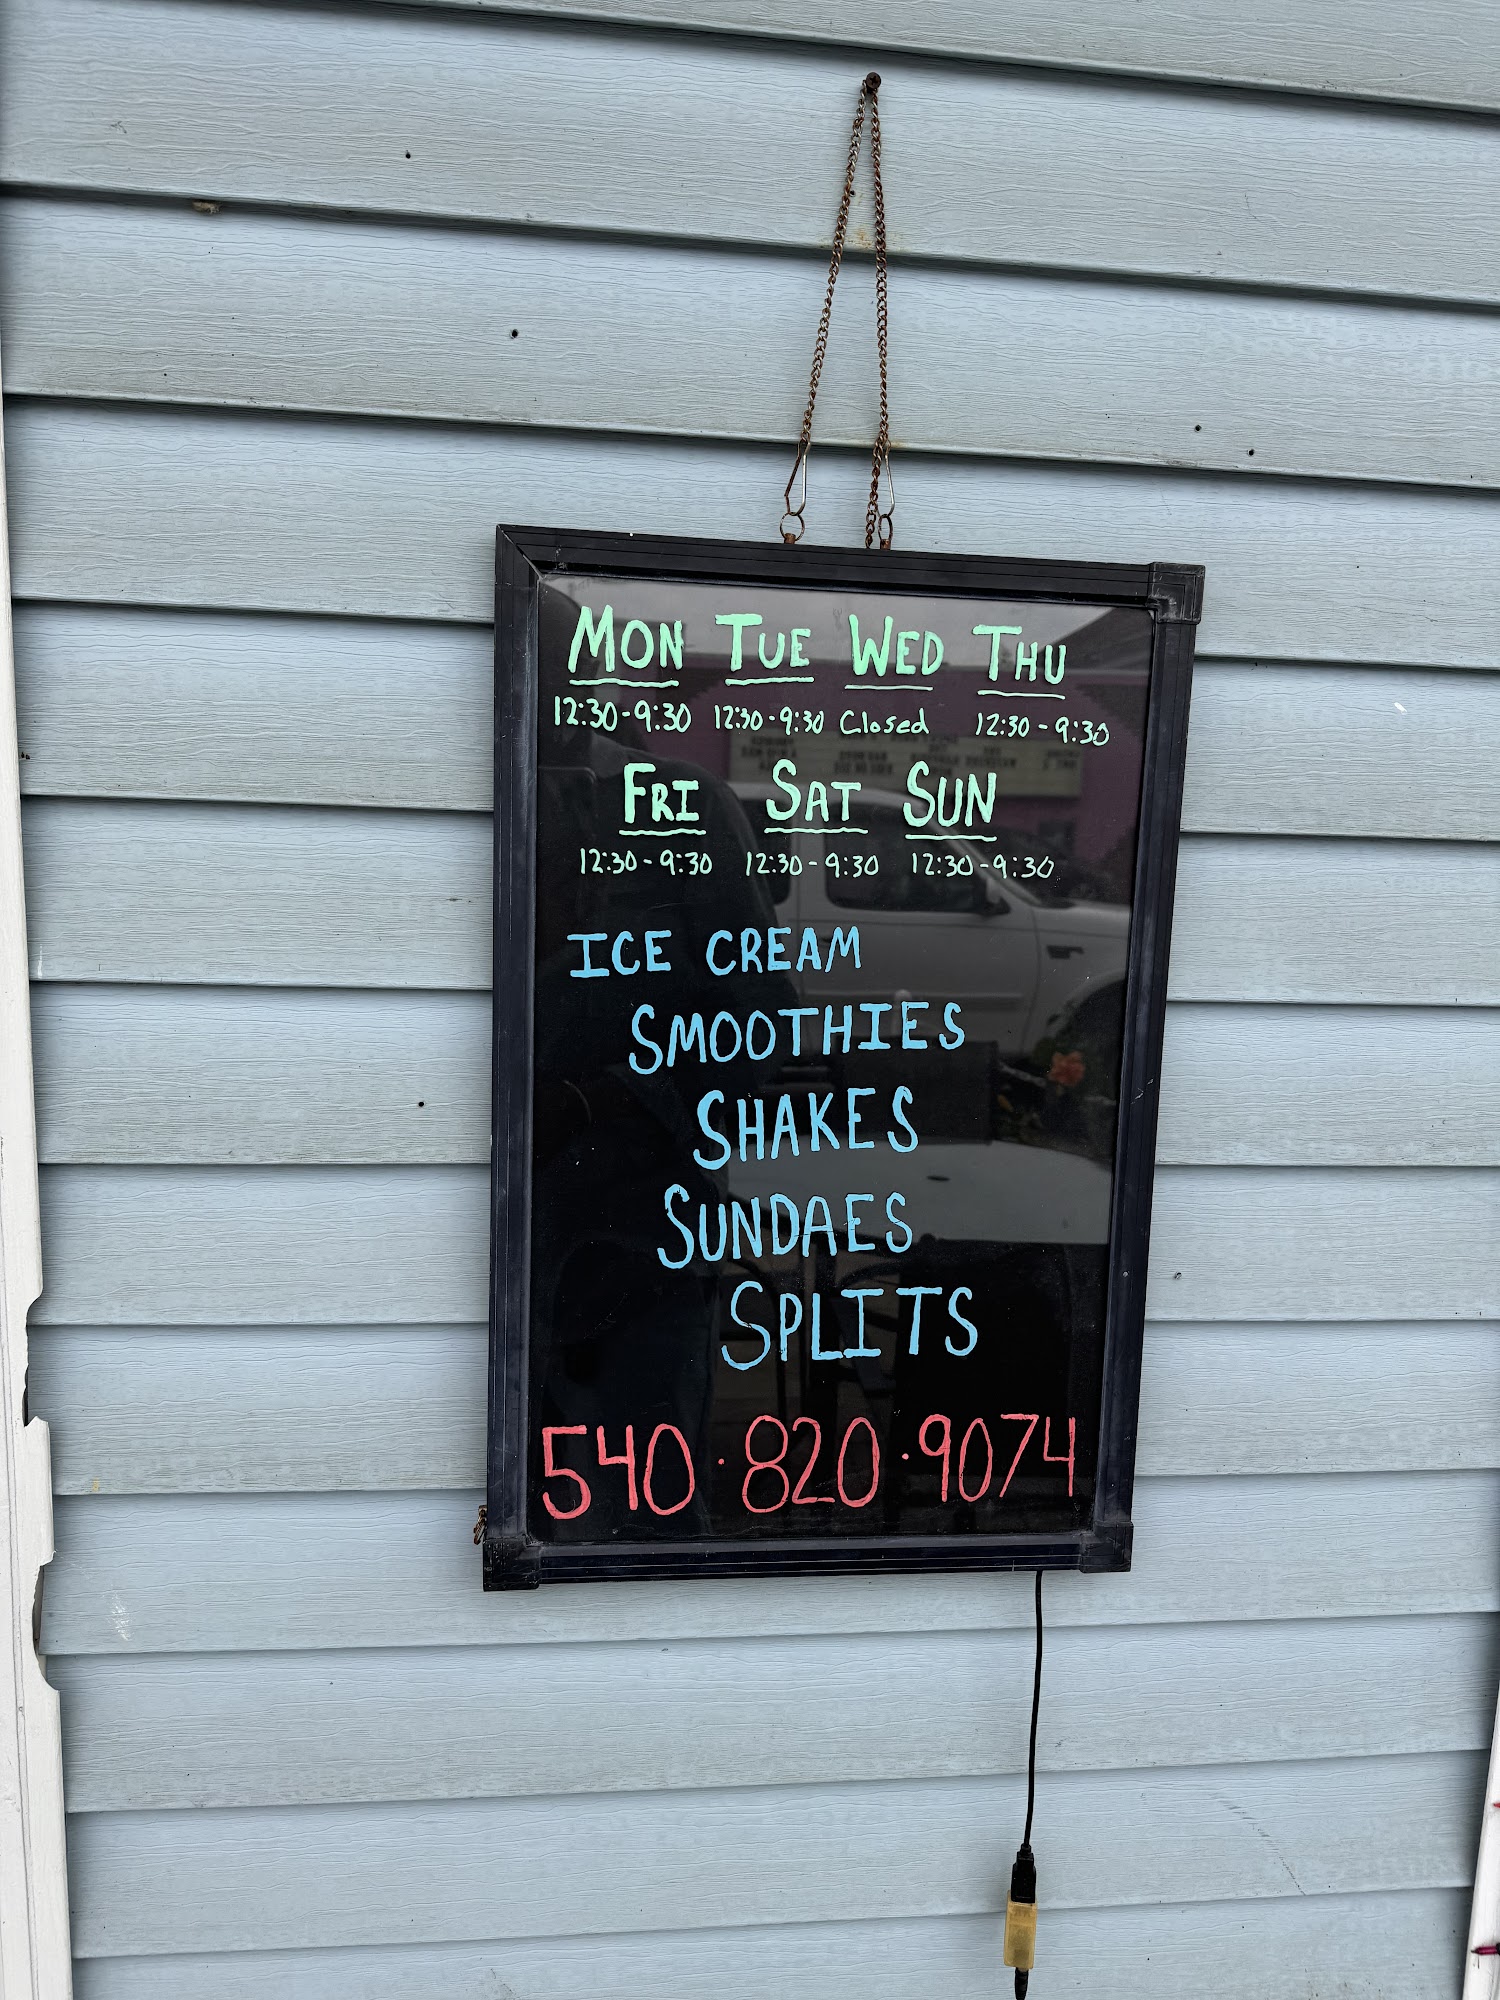 MON TUE WED THU
12:30-9:30 12:30-9:30 Closed 12:30-9:30
FRI SAT SUN
12:30-9:30 12:30-9:30 12:30-9:30
ICE CREAM
SMOOTHIES
SHAKES
SUNDAES
SPLITS
540·820·9074